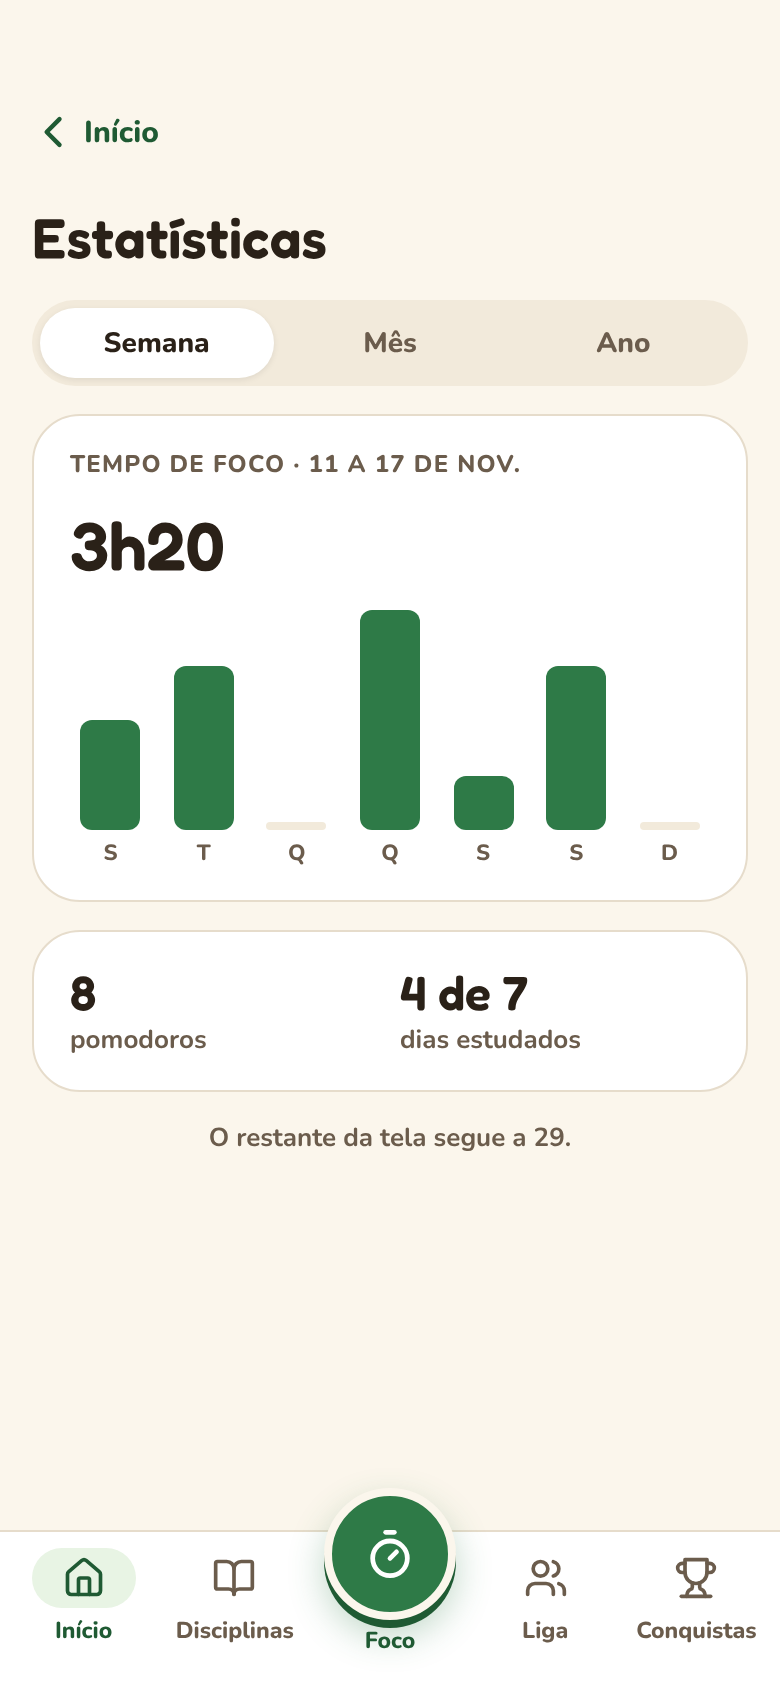 Início
Estatísticas
Semana Mês Ano
TEMPO DE FOCO · 11 A 17 DE NOV.
3h20
S T Q Q S S D
8 4 de 7
pomodoros dias estudados
O restante da tela segue a 29.
Início Disciplinas Foco Liga Conquistas